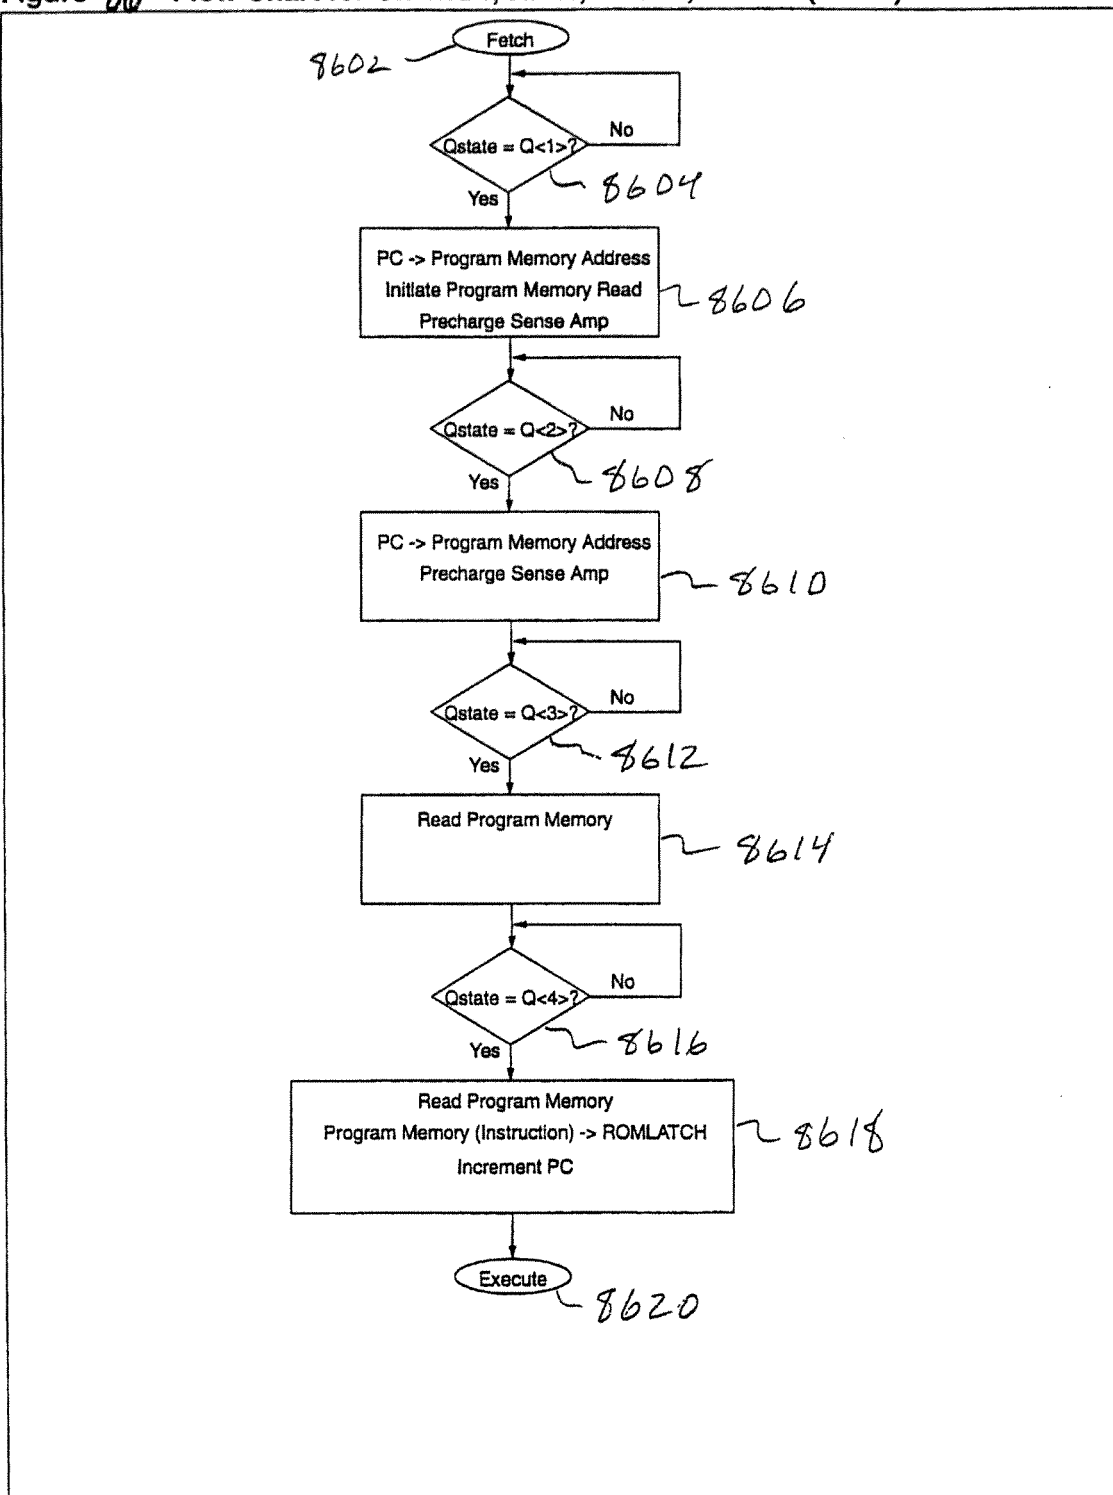 Figure
Fetch
8602
No
Qstate = Q<1>?
8604
Yes
PC -> Program Memory Address
Initiate Program Memory Read
Precharge Sense Amp
8606
No
Qstate = Q<2>?
8608
Yes
PC -> Program Memory Address
Precharge Sense Amp
8610
No
Qstate = Q<3>?
8612
Yes
Read Program Memory
8614
No
Qstate = Q<4>?
8616
Yes
Read Program Memory
Program Memory (Instruction) -> ROMLATCH
Increment PC
8618
Execute
8620